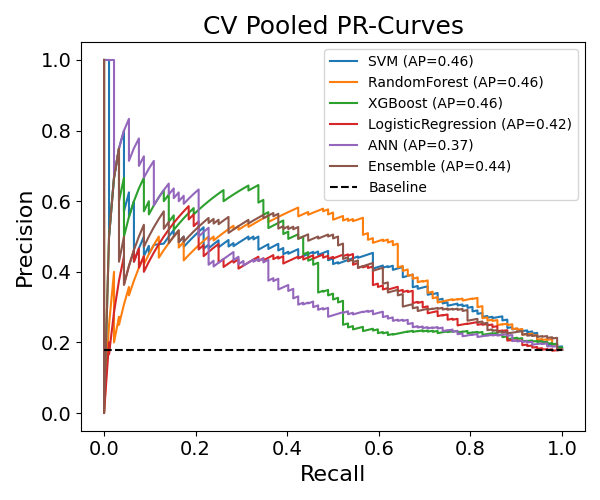 CV Pooled PR-Curves
SVM (AP=0.46)
RandomForest (AP=0.46)
XGBoost (AP=0.46)
LogisticRegression (AP=0.42)
ANN (AP=0.37)
Ensemble (AP=0.44)
Baseline
Precision
1.0
0.8
0.6
0.4
0.2
0.0
0.0 0.2 0.4 0.6 0.8 1.0
Recall